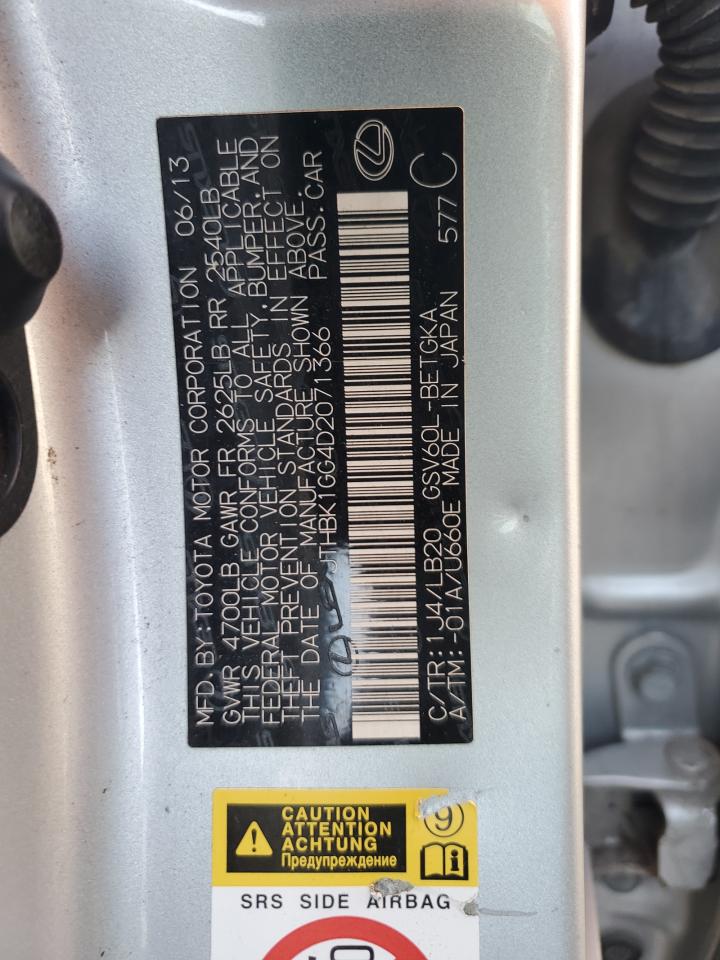 MFD. BY: TOYOTA MOTOR CORPORATION 06/13
GVWR 4700LB GAWR FR 2625LB RR 2540LB
THIS VEHICLE CONFORMS TO ALL APPLICABLE
FEDERAL MOTOR VEHICLE SAFETY, BUMPER, AND
THEFT PREVENTION STANDARDS IN EFFECT ON
THE DATE OF MANUFACTURE SHOWN ABOVE.
JTHBK1GG4D2071366 PASS. CAR
C/TR: 1J4/LB20 GSV60L-BETGKA 577 C
A/TM: -01A/U660E MADE IN JAPAN
CAUTION
ATTENTION
ACHTUNG
Предупреждение
9
i
SRS SIDE AIRBAG